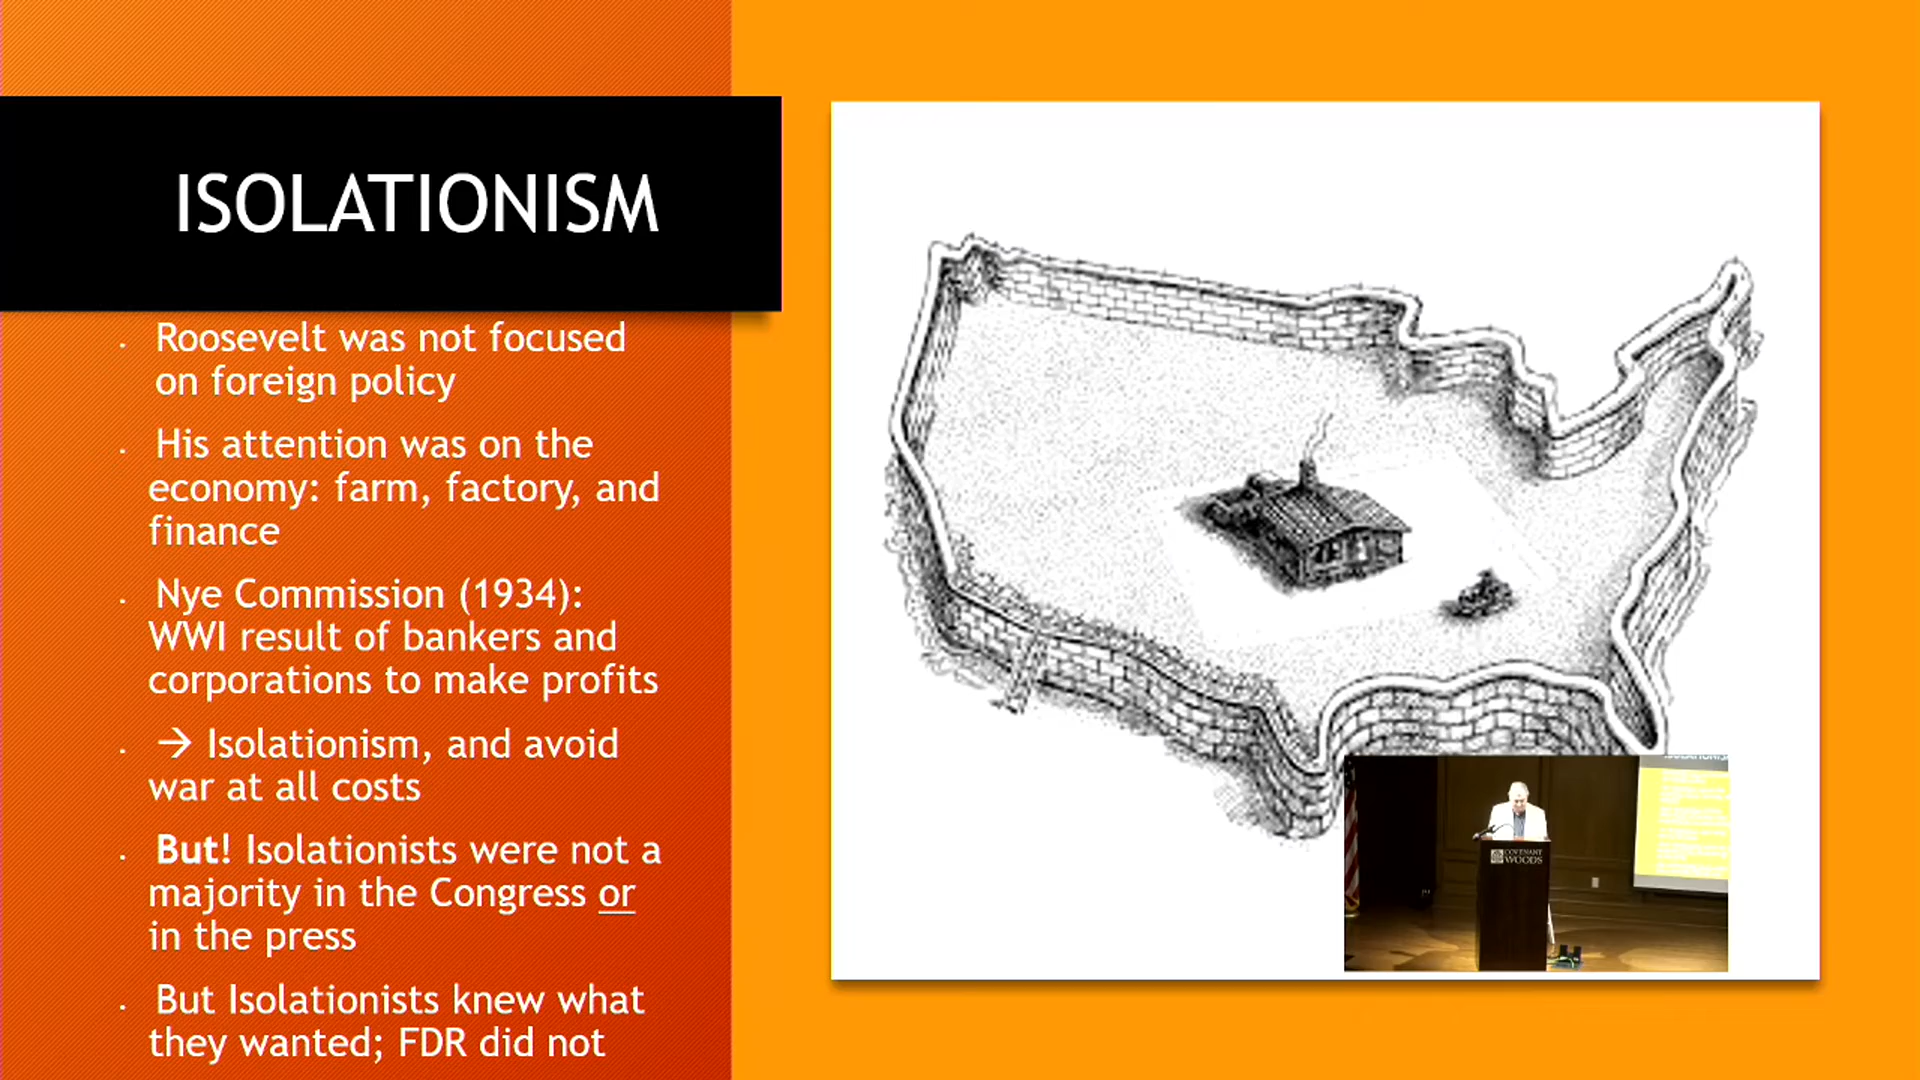 ISOLATIONISM
Roosevelt was not focused
on foreign policy
His attention was on the
economy: farm, factory, and
finance
Nye Commission (1934):
WWI result of bankers and
corporations to make profits
→ Isolationism, and avoid
war at all costs
But! Isolationists were not a
majority in the Congress or
in the press
But Isolationists knew what
they wanted; FDR did not
COVENANT
WOODS